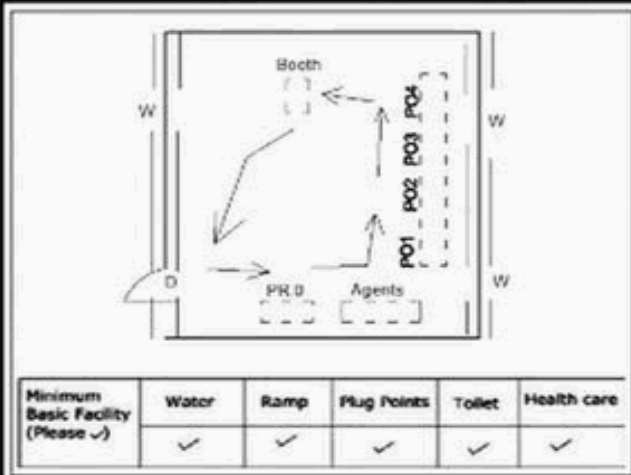 Booth
W
W
PO4
PO3
PO2
PO1
D
W
PR.0
Agents
Minimum Basic Facility (Please ✓)
Water
Ramp
Plug Points
Toilet
Health care
✓ ✓ ✓ ✓ ✓